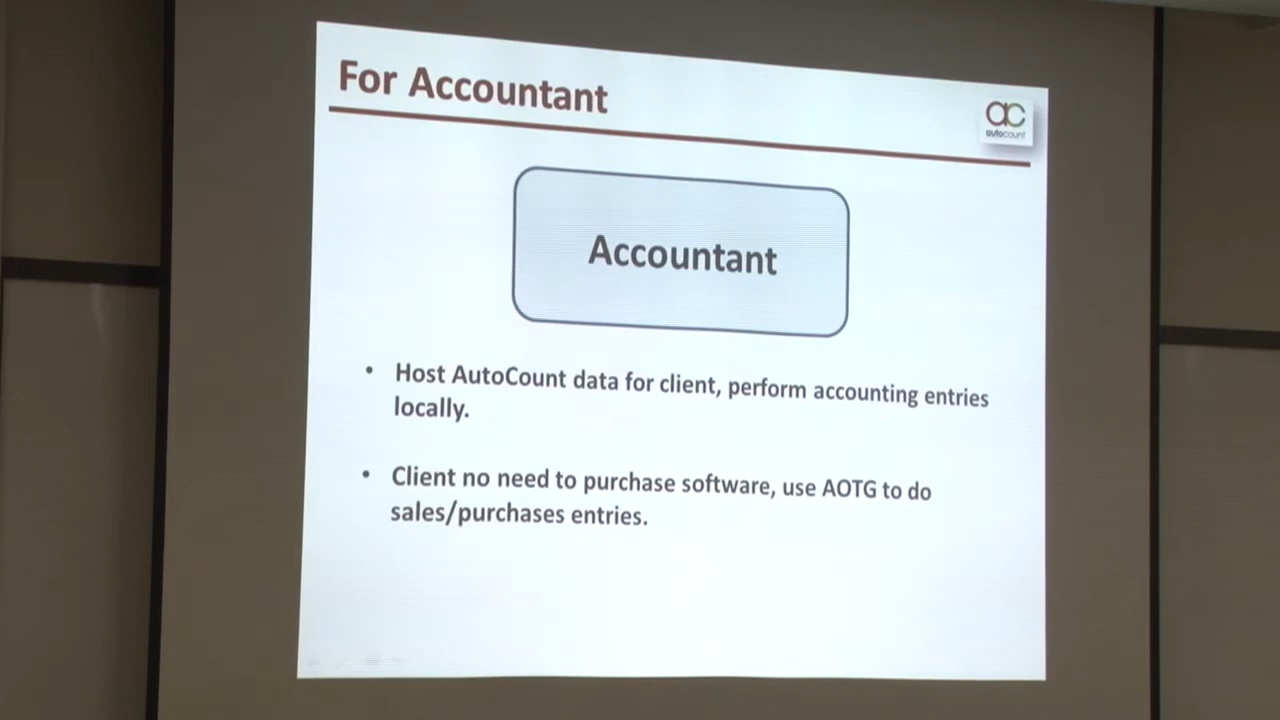 For Accountant
ac
autocount
Accountant
• Host AutoCount data for client, perform accounting entries
locally.
• Client no need to purchase software, use AOTG to do
sales/purchases entries.